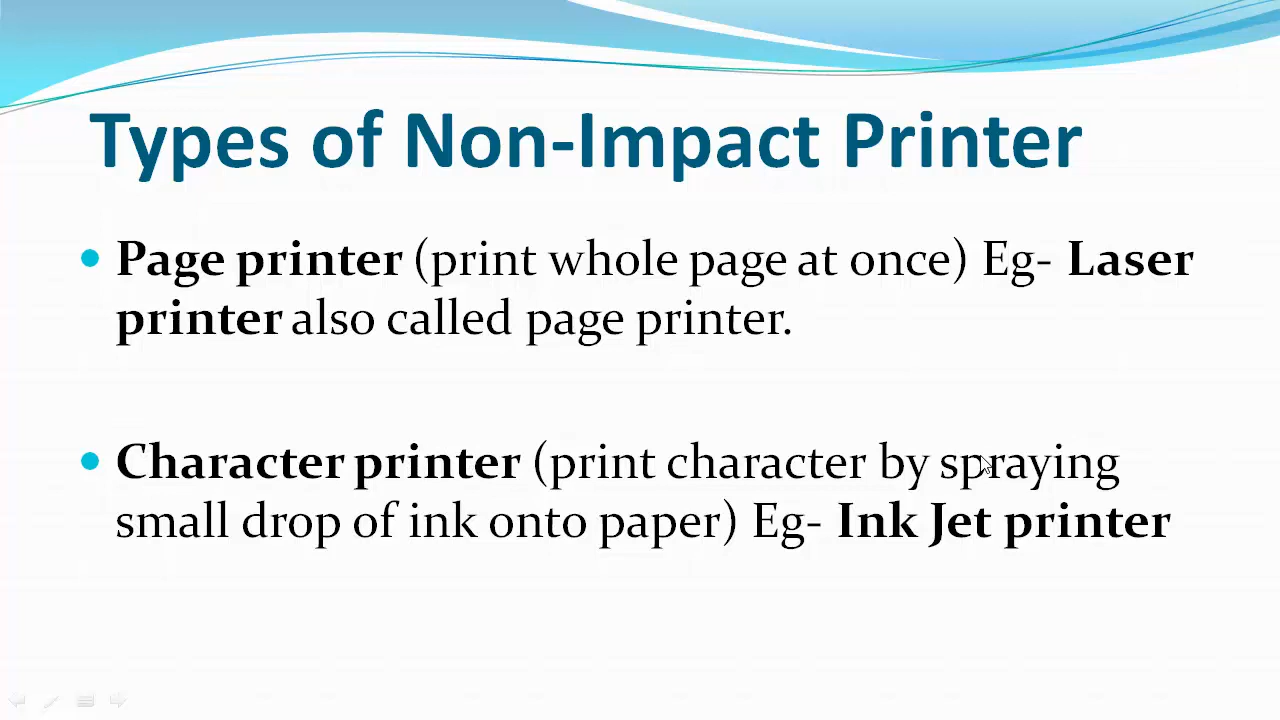 Types of Non-Impact Printer
Page printer (print whole page at once) Eg- Laser
printer also called page printer.
Character printer (print character by spraying
small drop of ink onto paper) Eg- Ink Jet printer